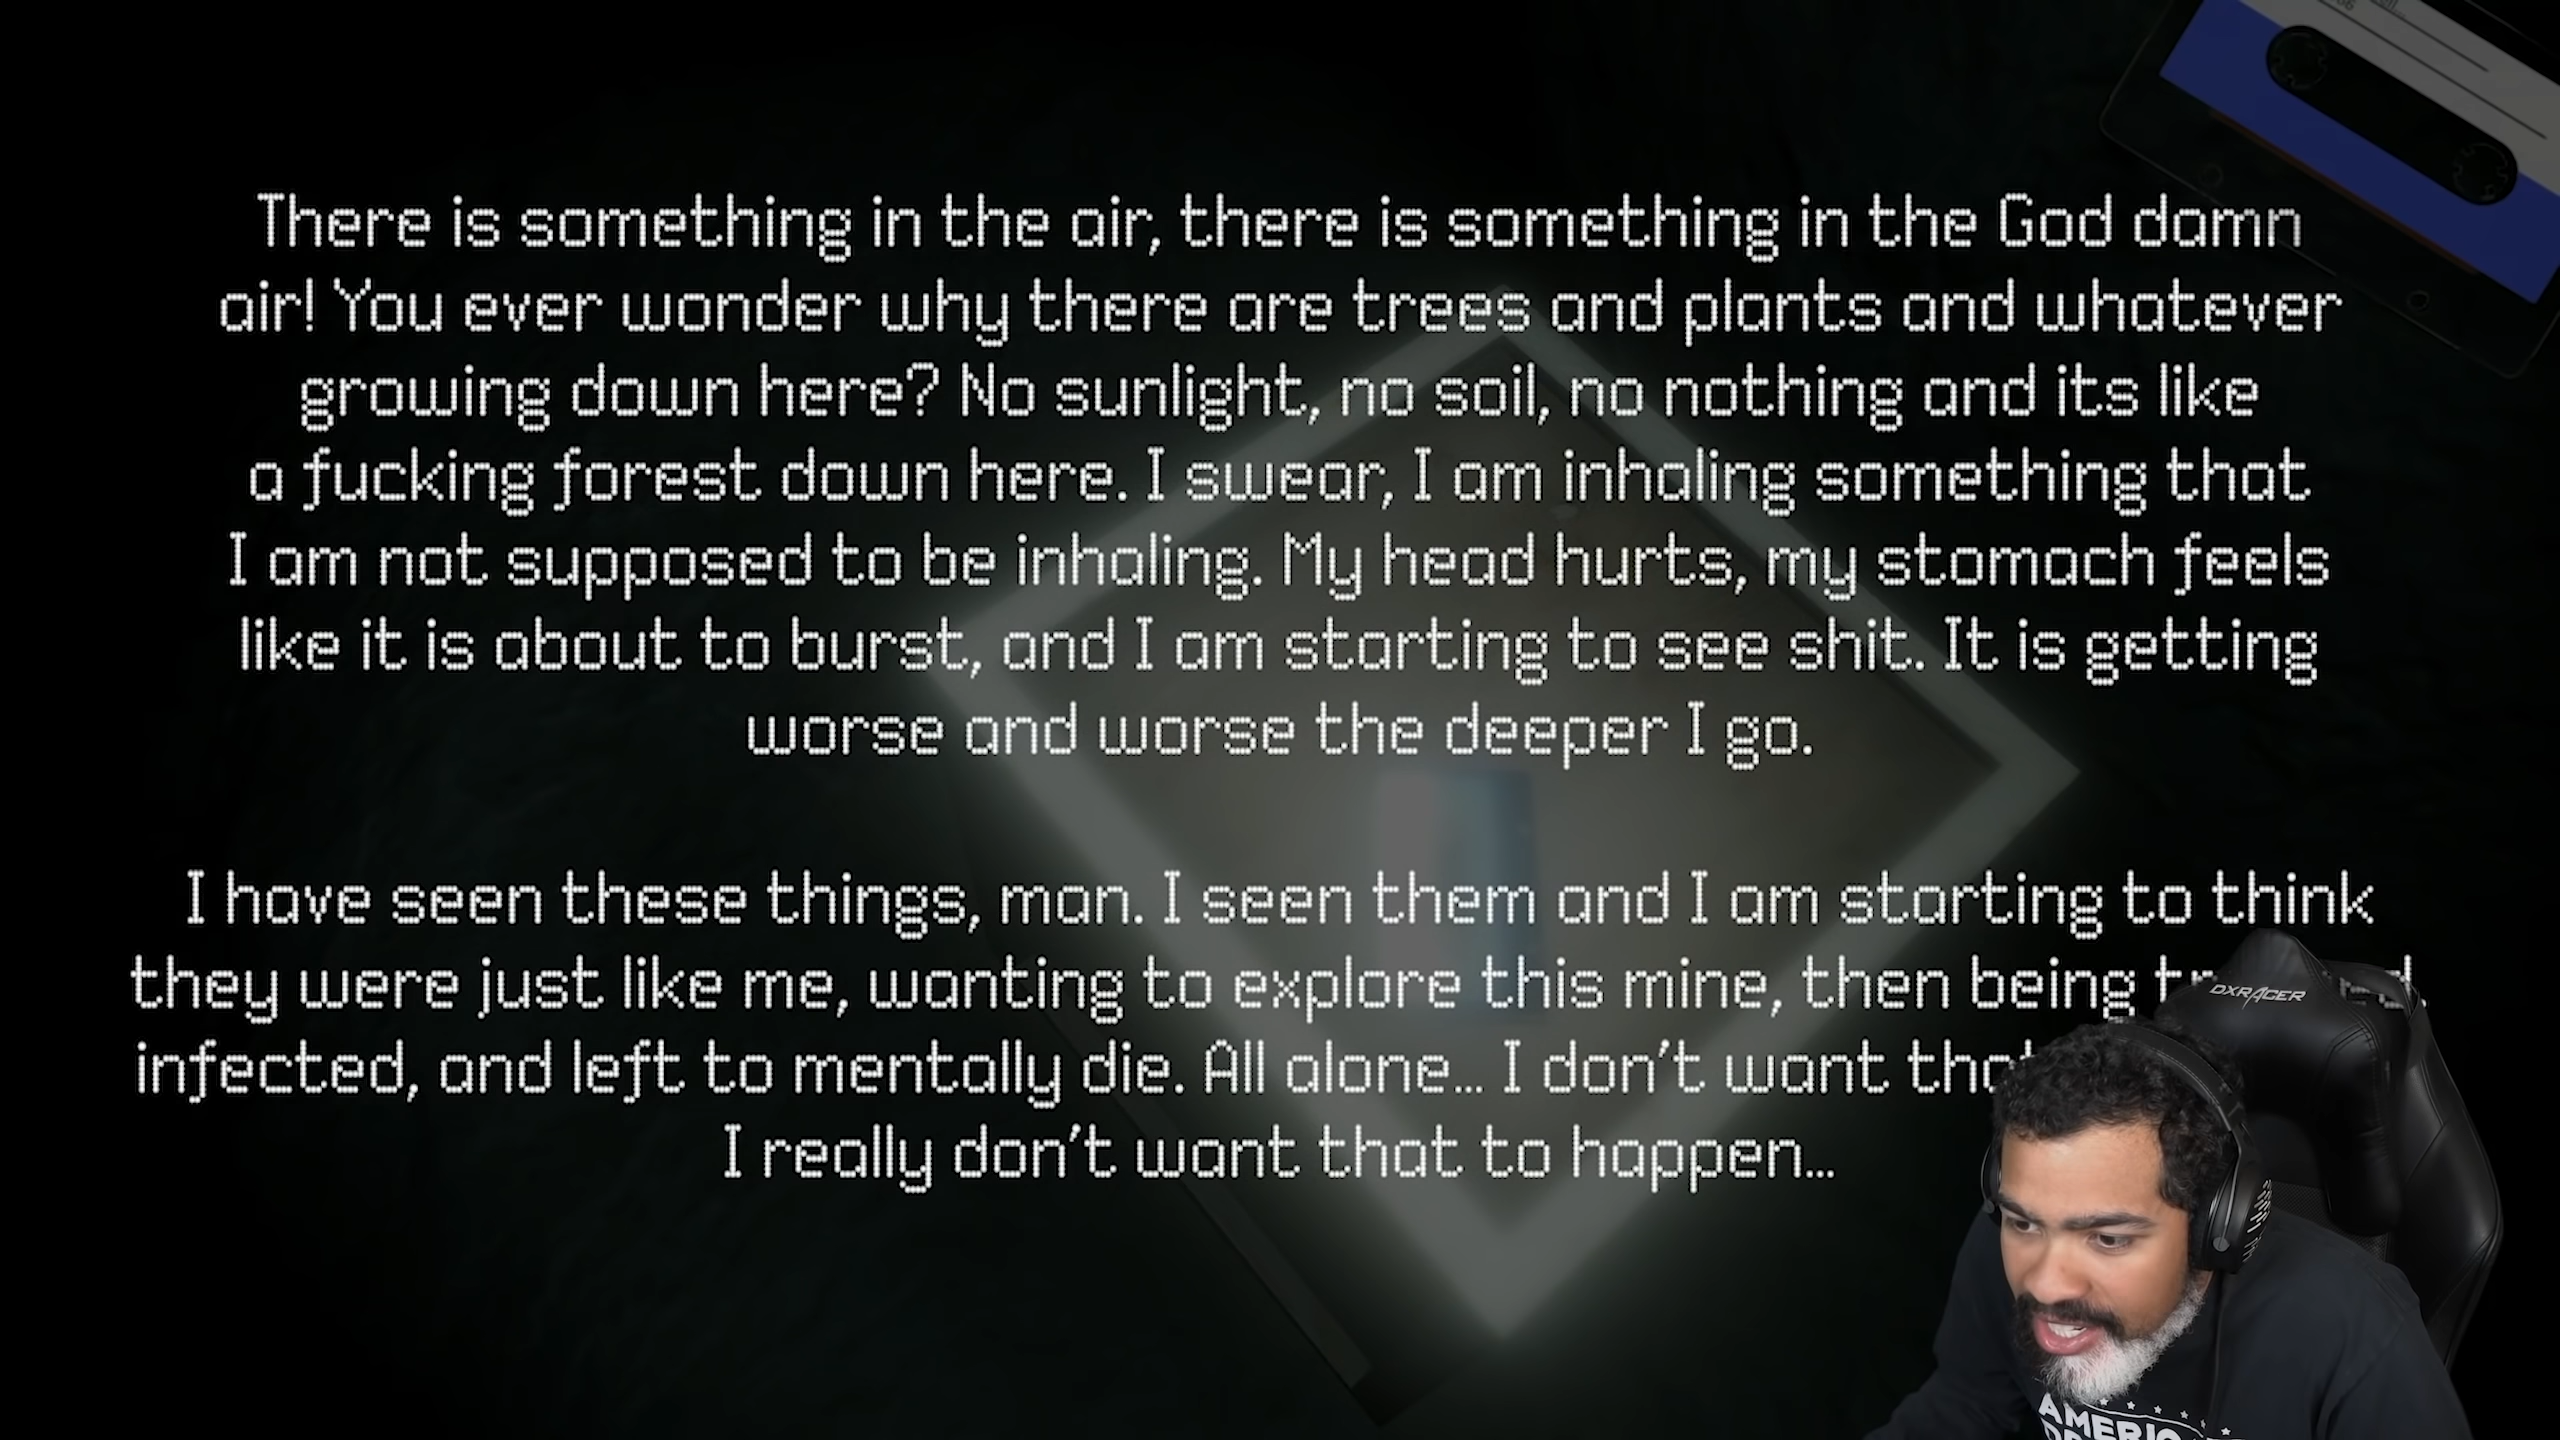 There is something in the air, there is something in the God damn
air! You ever wonder why there are trees and plants and whatever
growing down here? No sunlight, no soil, no nothing and its like
a fucking forest down here. I swear, I am inhaling something that
I am not supposed to be inhaling. My head hurts, my stomach feels
like it is about to burst, and I am starting to see shit. It is getting
worse and worse the deeper I go.
I have seen these things, man. I seen them and I am starting to think
they were just like me, wanting to explore this mine, then being
infected, and left to mentally die. All alone... I don't want
I really don't want that to happen...
DXRACER